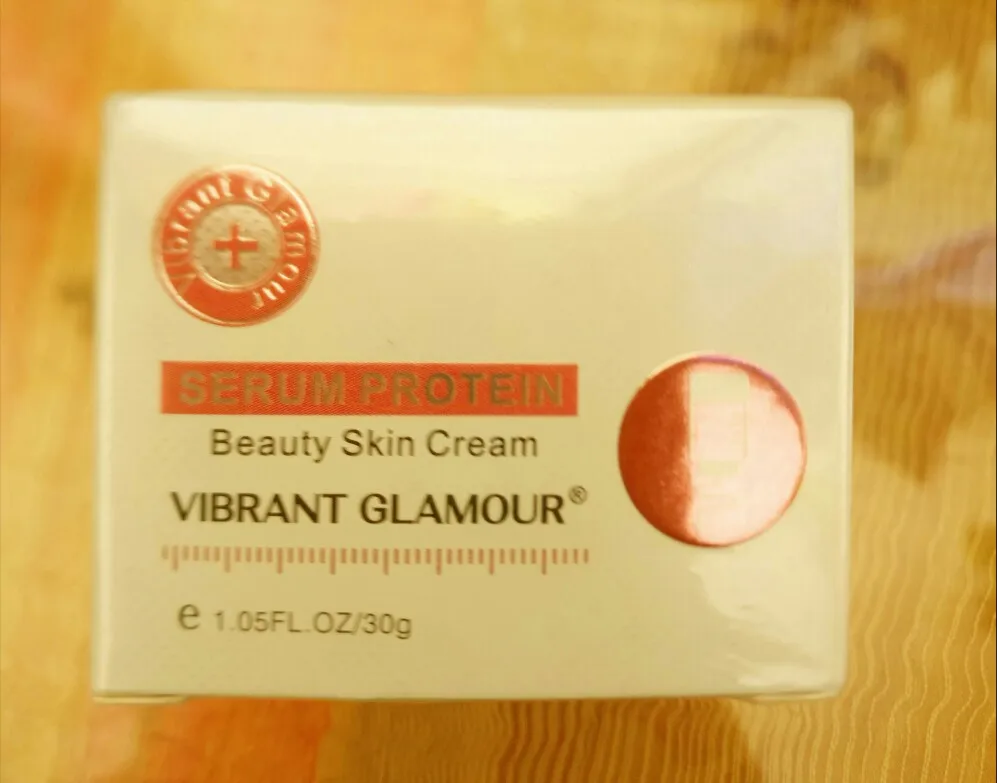 Vibrant Glamour
SERUM PROTEIN
Beauty Skin Cream
VIBRANT GLAMOUR®
e 1.05FL.OZ/30g